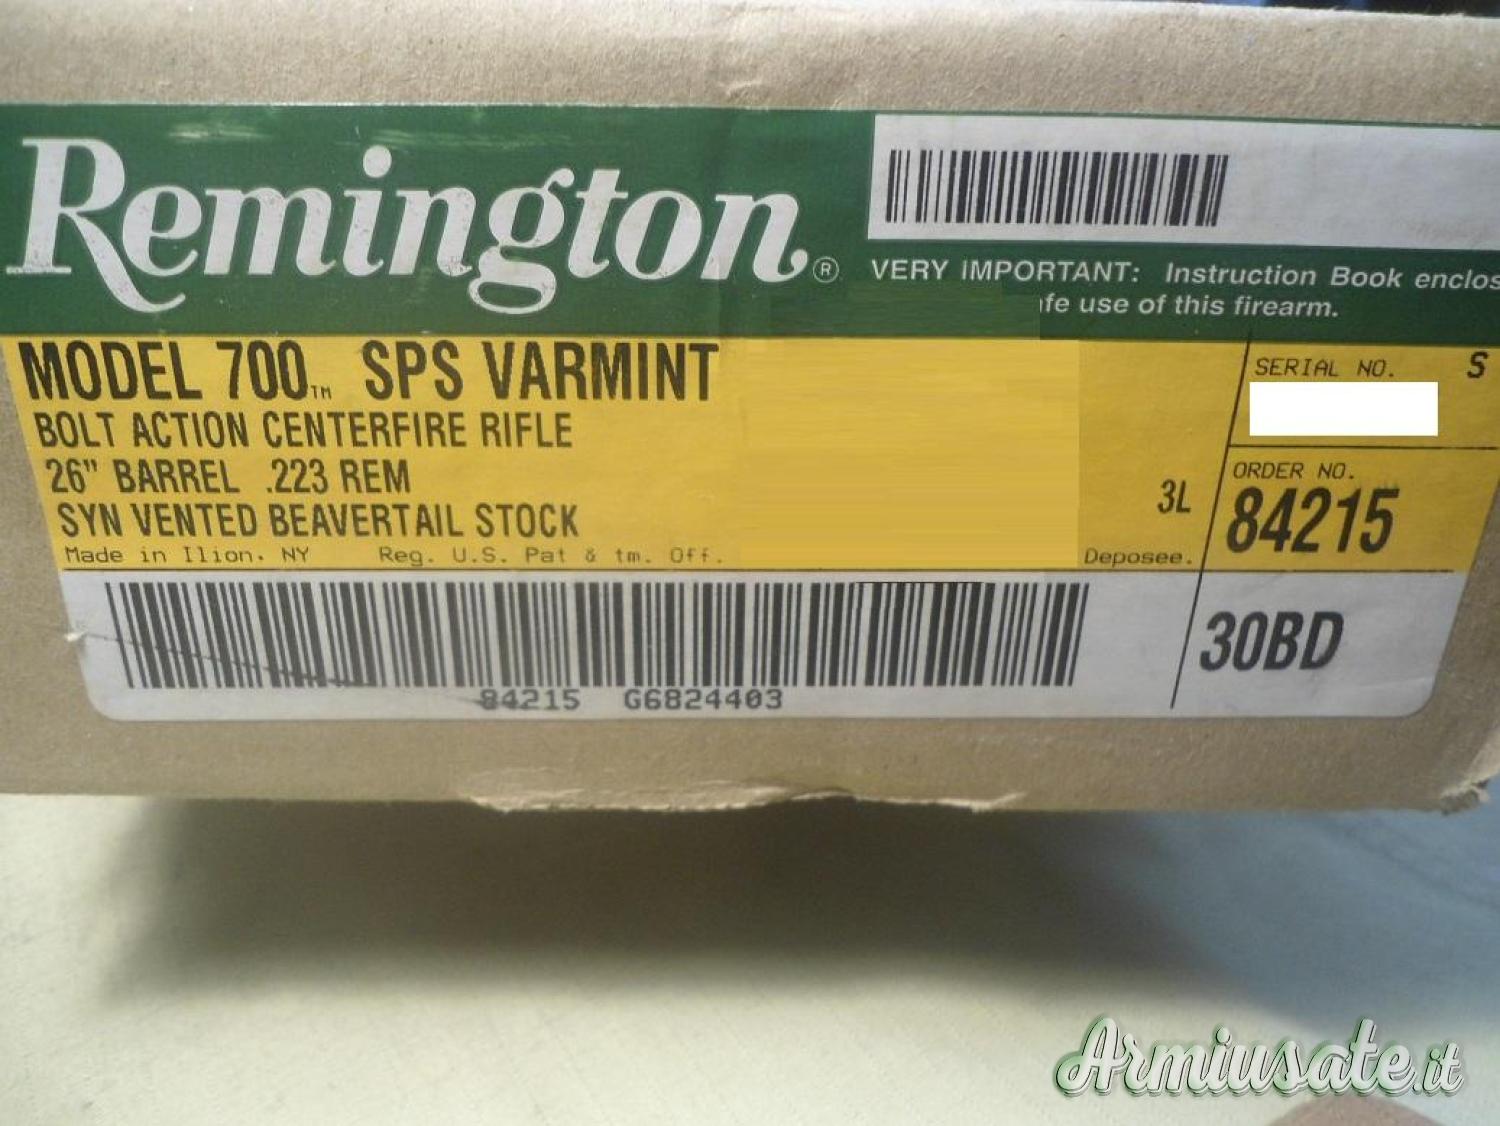 Remington®
VERY IMPORTANT: Instruction Book enclos
fe use of this firearm.
MODEL 700™ SPS VARMINT
BOLT ACTION CENTERFIRE RIFLE
26" BARREL .223 REM
SYN VENTED BEAVERTAIL STOCK
Made in Ilion, NY Reg. U.S. Pat & tm. Off.
Deposee.
3L
SERIAL NO. S
ORDER NO.
84215
30BD
84215 G6824403
Armiusate.it